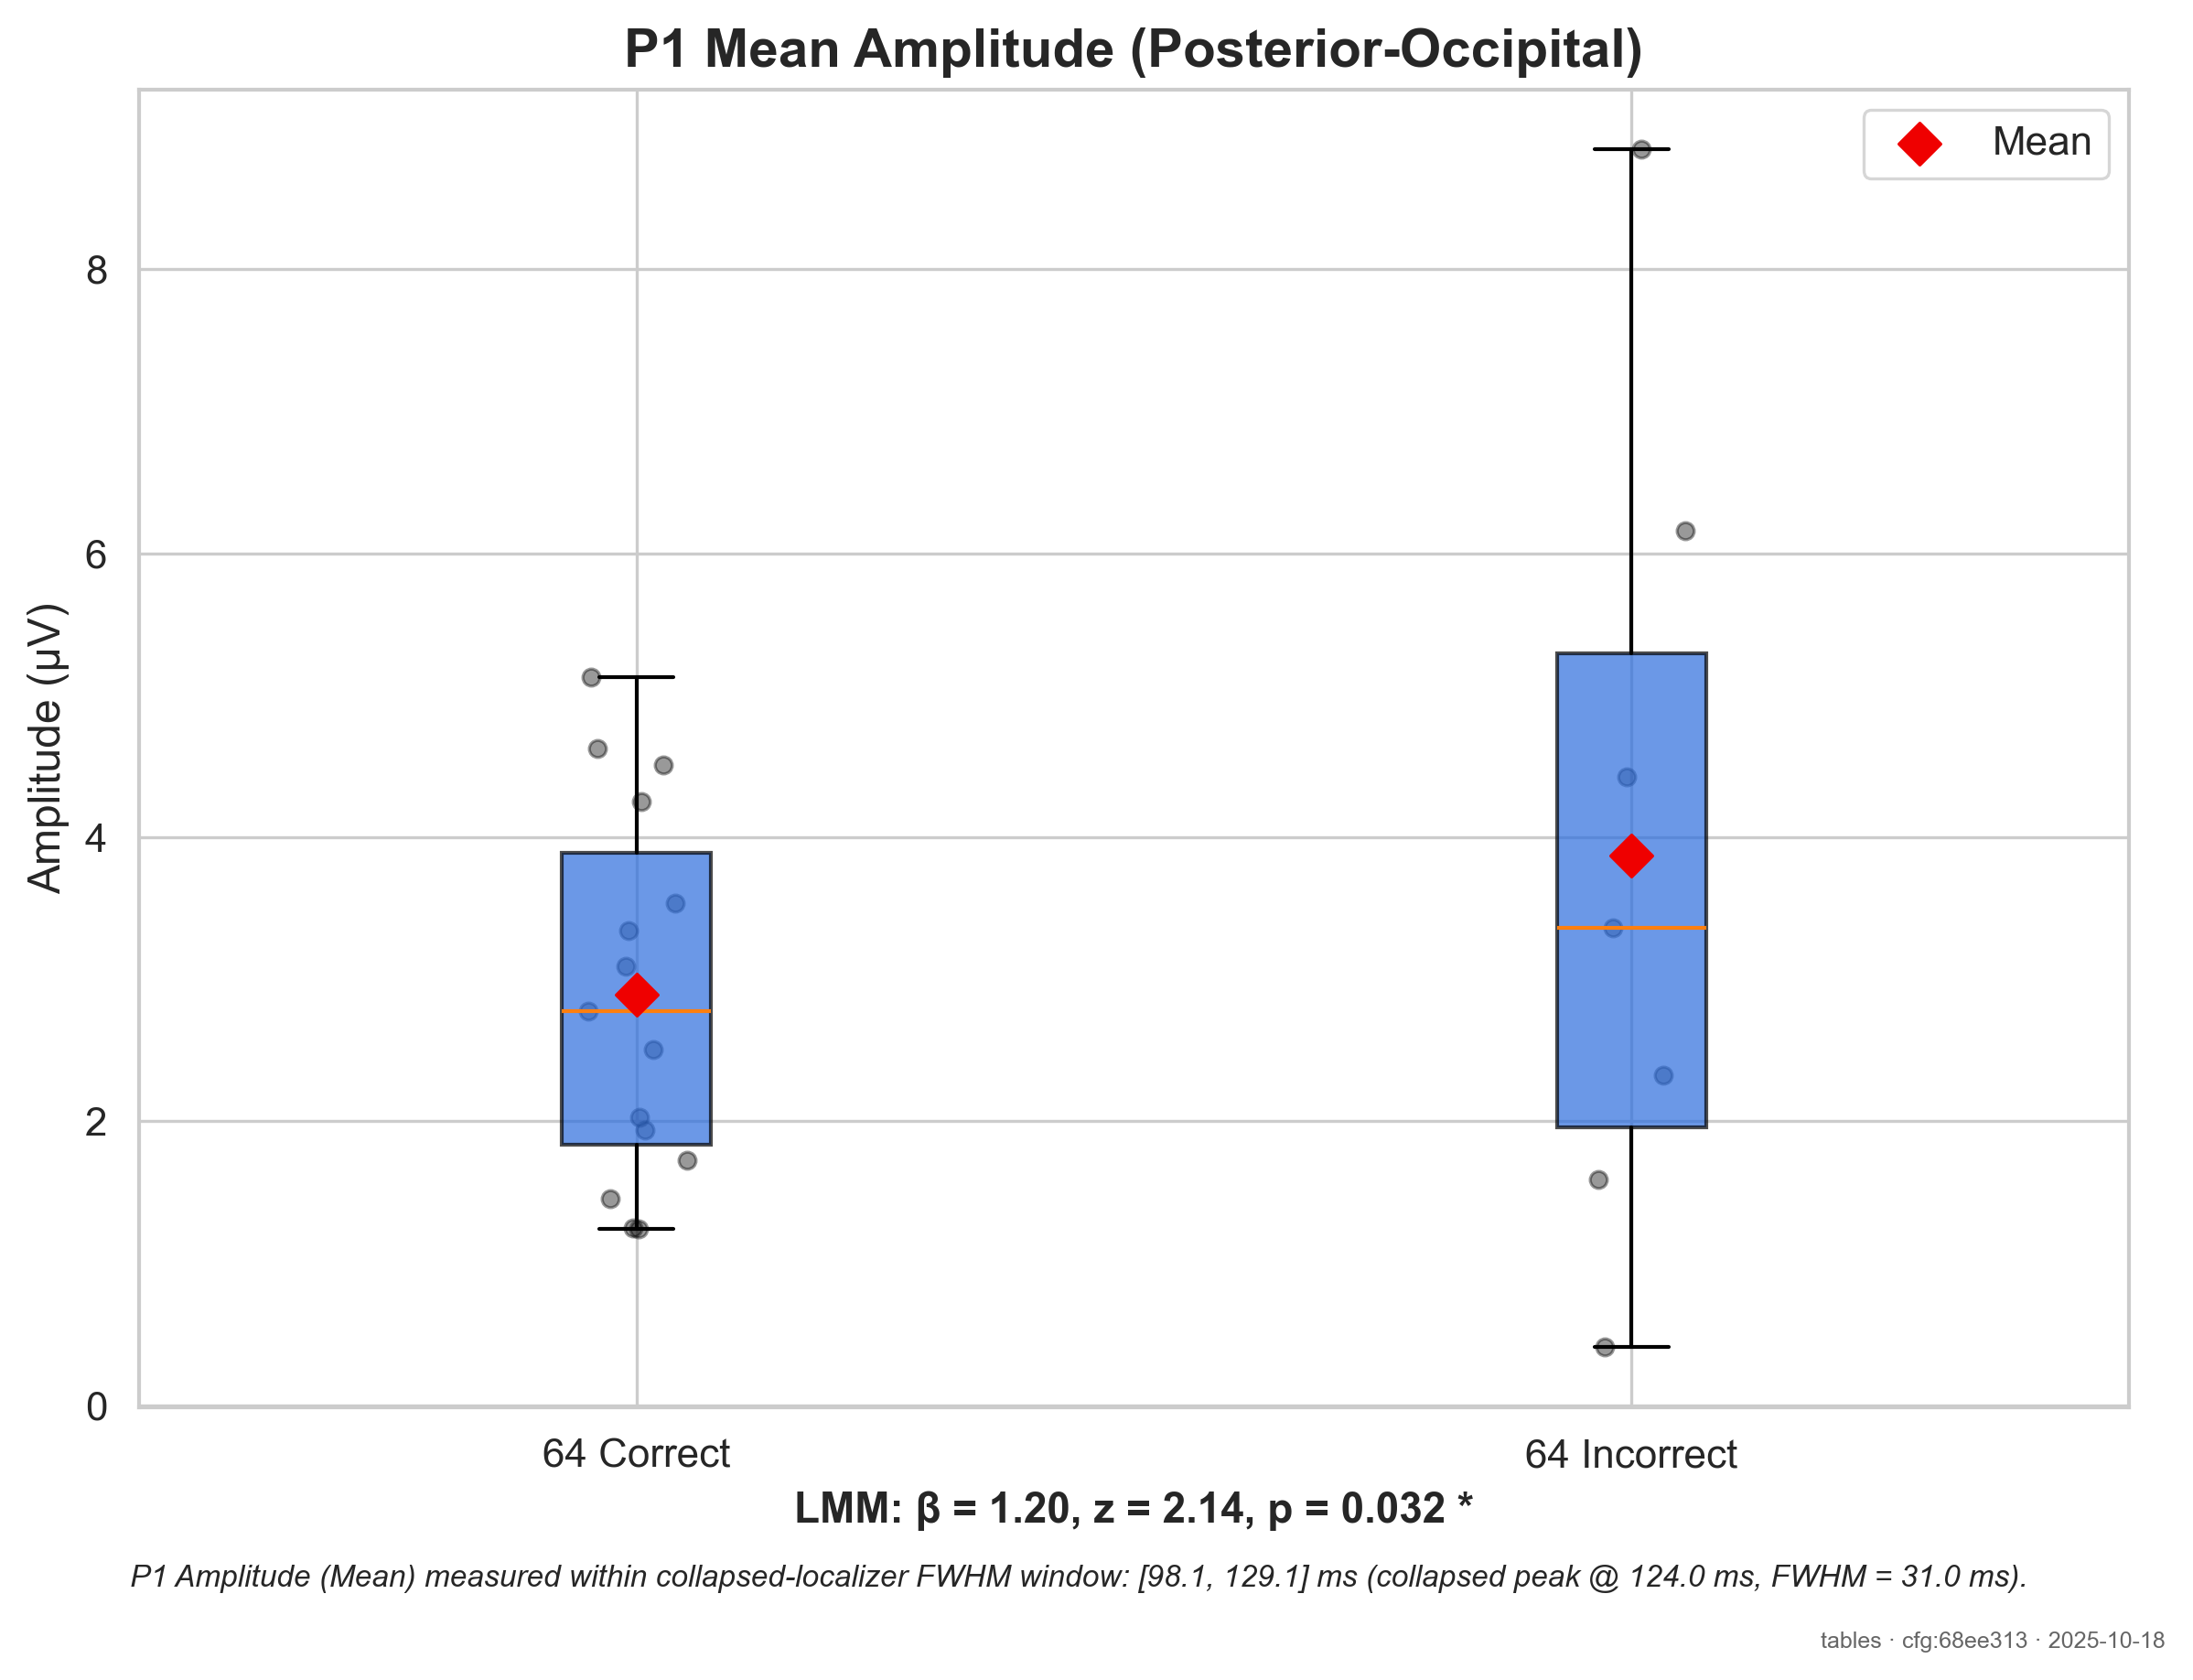 P1 Mean Amplitude (Posterior-Occipital)
Mean
Amplitude (µV)
8
6
4
2
0
64 Correct
64 Incorrect
LMM: β = 1.20, z = 2.14, p = 0.032 *
P1 Amplitude (Mean) measured within collapsed-localizer FWHM window: [98.1, 129.1] ms (collapsed peak @ 124.0 ms, FWHM = 31.0 ms).
tables · cfg:68ee313 · 2025-10-18